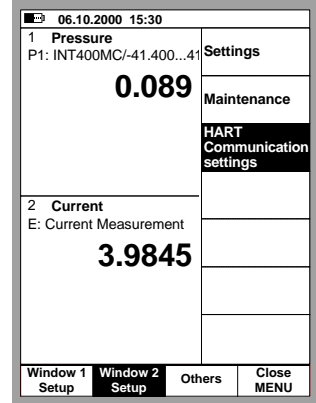 06.10.2000 15:30
1 Pressure
P1: INT400MC/-41.400...41
0.089
2 Current
E: Current Measurement
3.9845
Settings
Maintenance
HART
Communication
settings
Window 1
Setup
Window 2
Setup
Others
Close
MENU